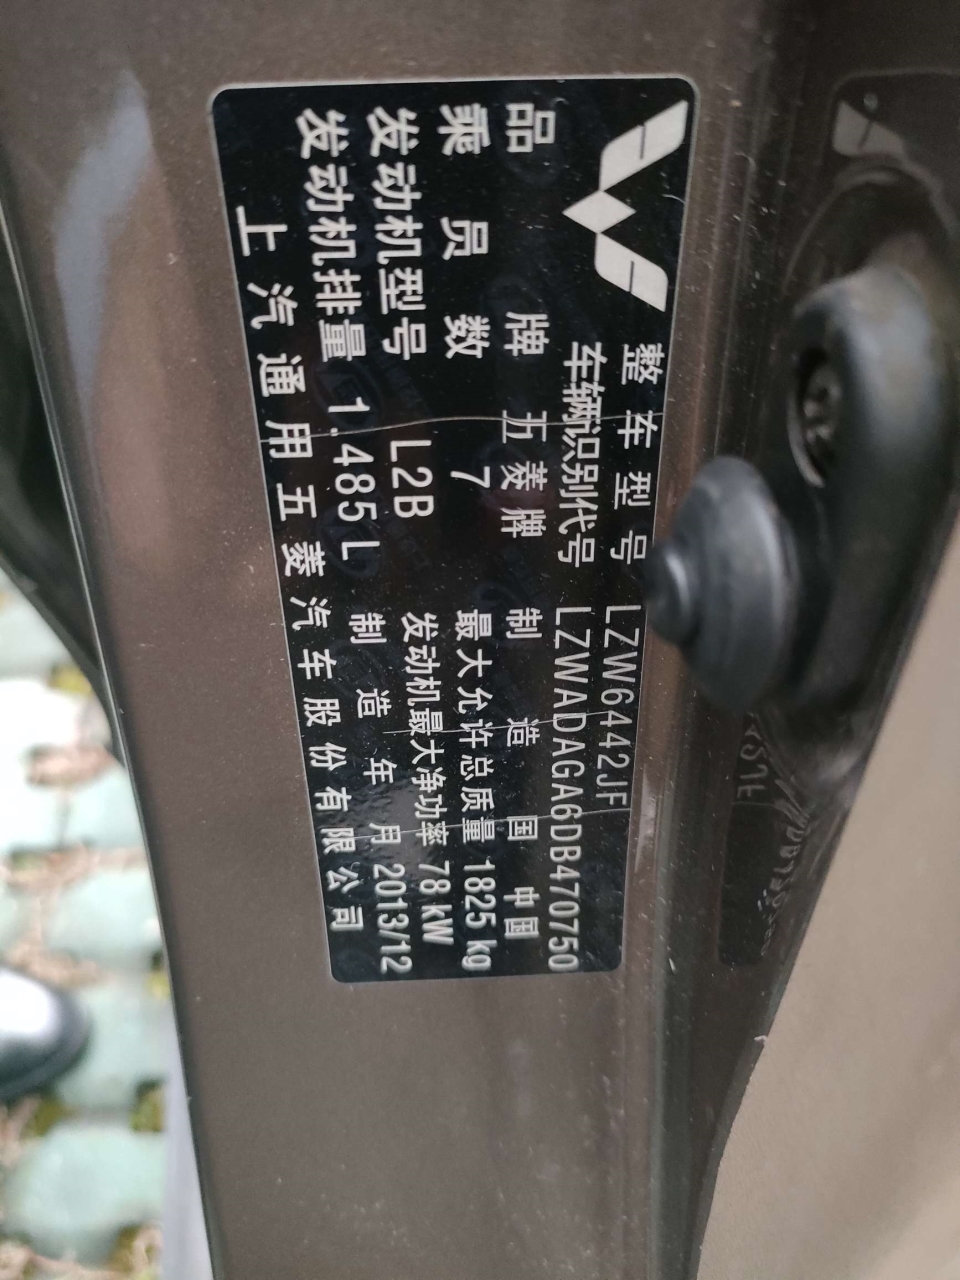 整车型号 LZW6442JF
车辆识别代号 LZWADAGA6DB470750
品牌 五菱牌 制造国 中国
乘员数 7 最大允许总质量 1825 kg
发动机型号 L2B 发动机最大净功率 78 kW
发动机排量 1.485 L 制造年月 2013/12
上汽通用五菱汽车股份有限公司